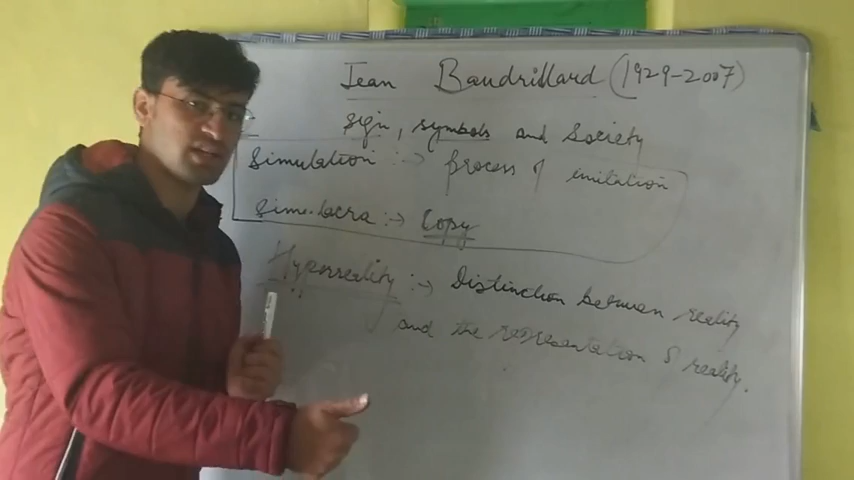 Jean Baudrillard (1929-2007)
Sign, symbols and Society
Simulation :-> Process of imitation
Simulacra :-> Copy
Hyperreality :-> Distinction between reality
and the representation of reality.